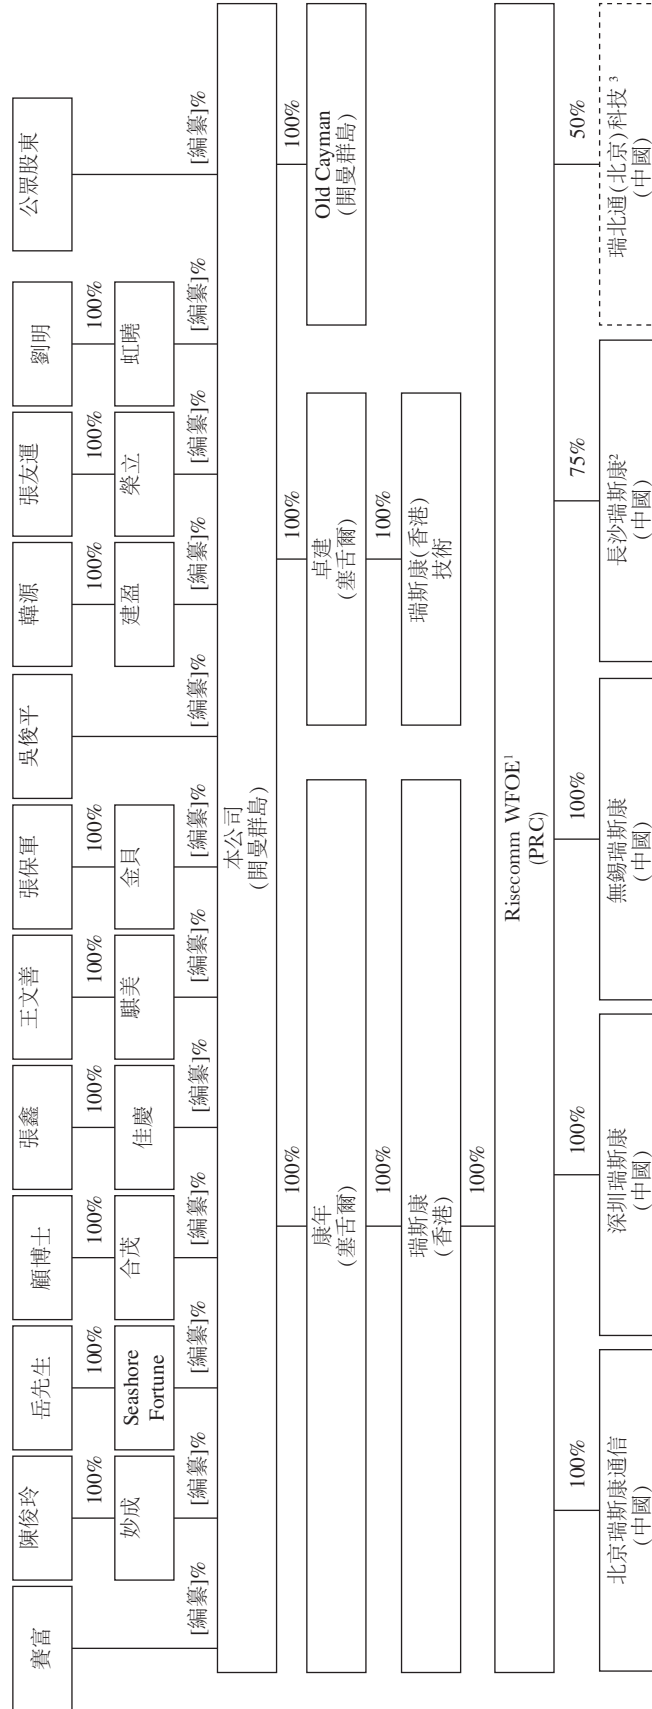 賽富
陳俊玲
岳先生
顧博士
張鑫
王文善
張保軍
吳俊平
韓源
張友運
劉明
公眾股東
100%
100%
100%
100%
100%
100%
100%
100%
100%
妙成
Seashore
Fortune
合茂
佳慶
騏美
金貝
建盈
榮立
虹曉
[編纂]%
[編纂]%
[編纂]%
[編纂]%
[編纂]%
[編纂]%
[編纂]%
[編纂]%
[編纂]%
[編纂]%
[編纂]%
[編纂]%
本公司
(開曼群島)
100%
100%
100%
康年
(塞舌爾)
卓建
(塞舌爾)
Old Cayman
(開曼群島)
100%
100%
瑞斯康
(香港)
瑞斯康(香港)
技術
100%
Risecomm WFOE¹
(PRC)
100%
100%
100%
75%
50%
北京瑞斯康通信
(中國)
深圳瑞斯康
(中國)
無錫瑞斯康
(中國)
長沙瑞斯康²
(中國)
瑞北通(北京)科技³
(中國)